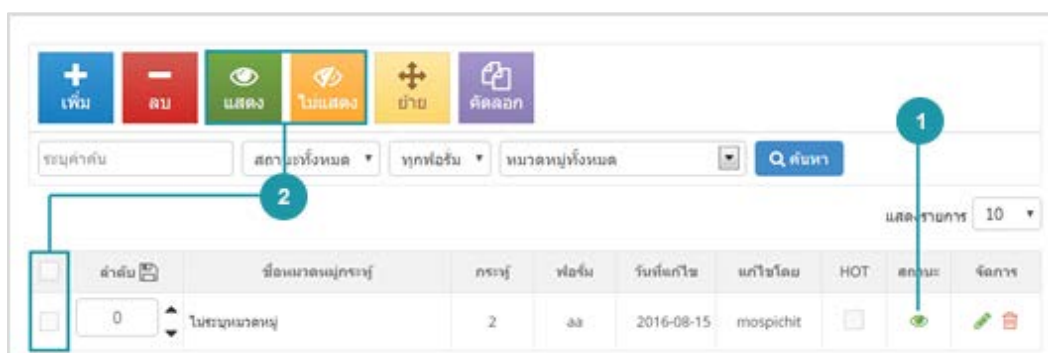 เพิ่ม ลบ แสดง ไม่แสดง ย้าย คัดลอก
1
ระบุคำค้น สถานะทั้งหมด ทุกฟอรั่ม หมวดหมู่ทั้งหมด ค้นหา
2
แสดงรายการ 10
ลำดับ ชื่อหมวดหมู่กระทู้ กระทู้ ฟอรั่ม วันที่แก้ไข แก้ไขโดย HOT สถานะ จัดการ
0 ไม่ระบุหมวดหมู่ 2 aa 2016-08-15 mospichit